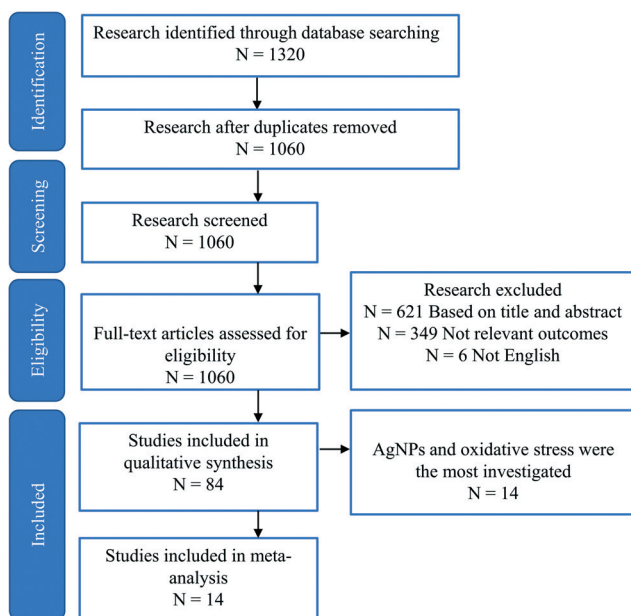 Identification
Research identified through database searching
N = 1320
Research after duplicates removed
N = 1060
Screening
Research screened
N = 1060
Eligibility
Full-text articles assessed for
eligibility
N = 1060
Research excluded
N = 621 Based on title and abstract
N = 349 Not relevant outcomes
N = 6 Not English
Included
Studies included in
qualitative synthesis
N = 84
AgNPs and oxidative stress were
the most investigated
N = 14
Studies included in meta-
analysis
N = 14